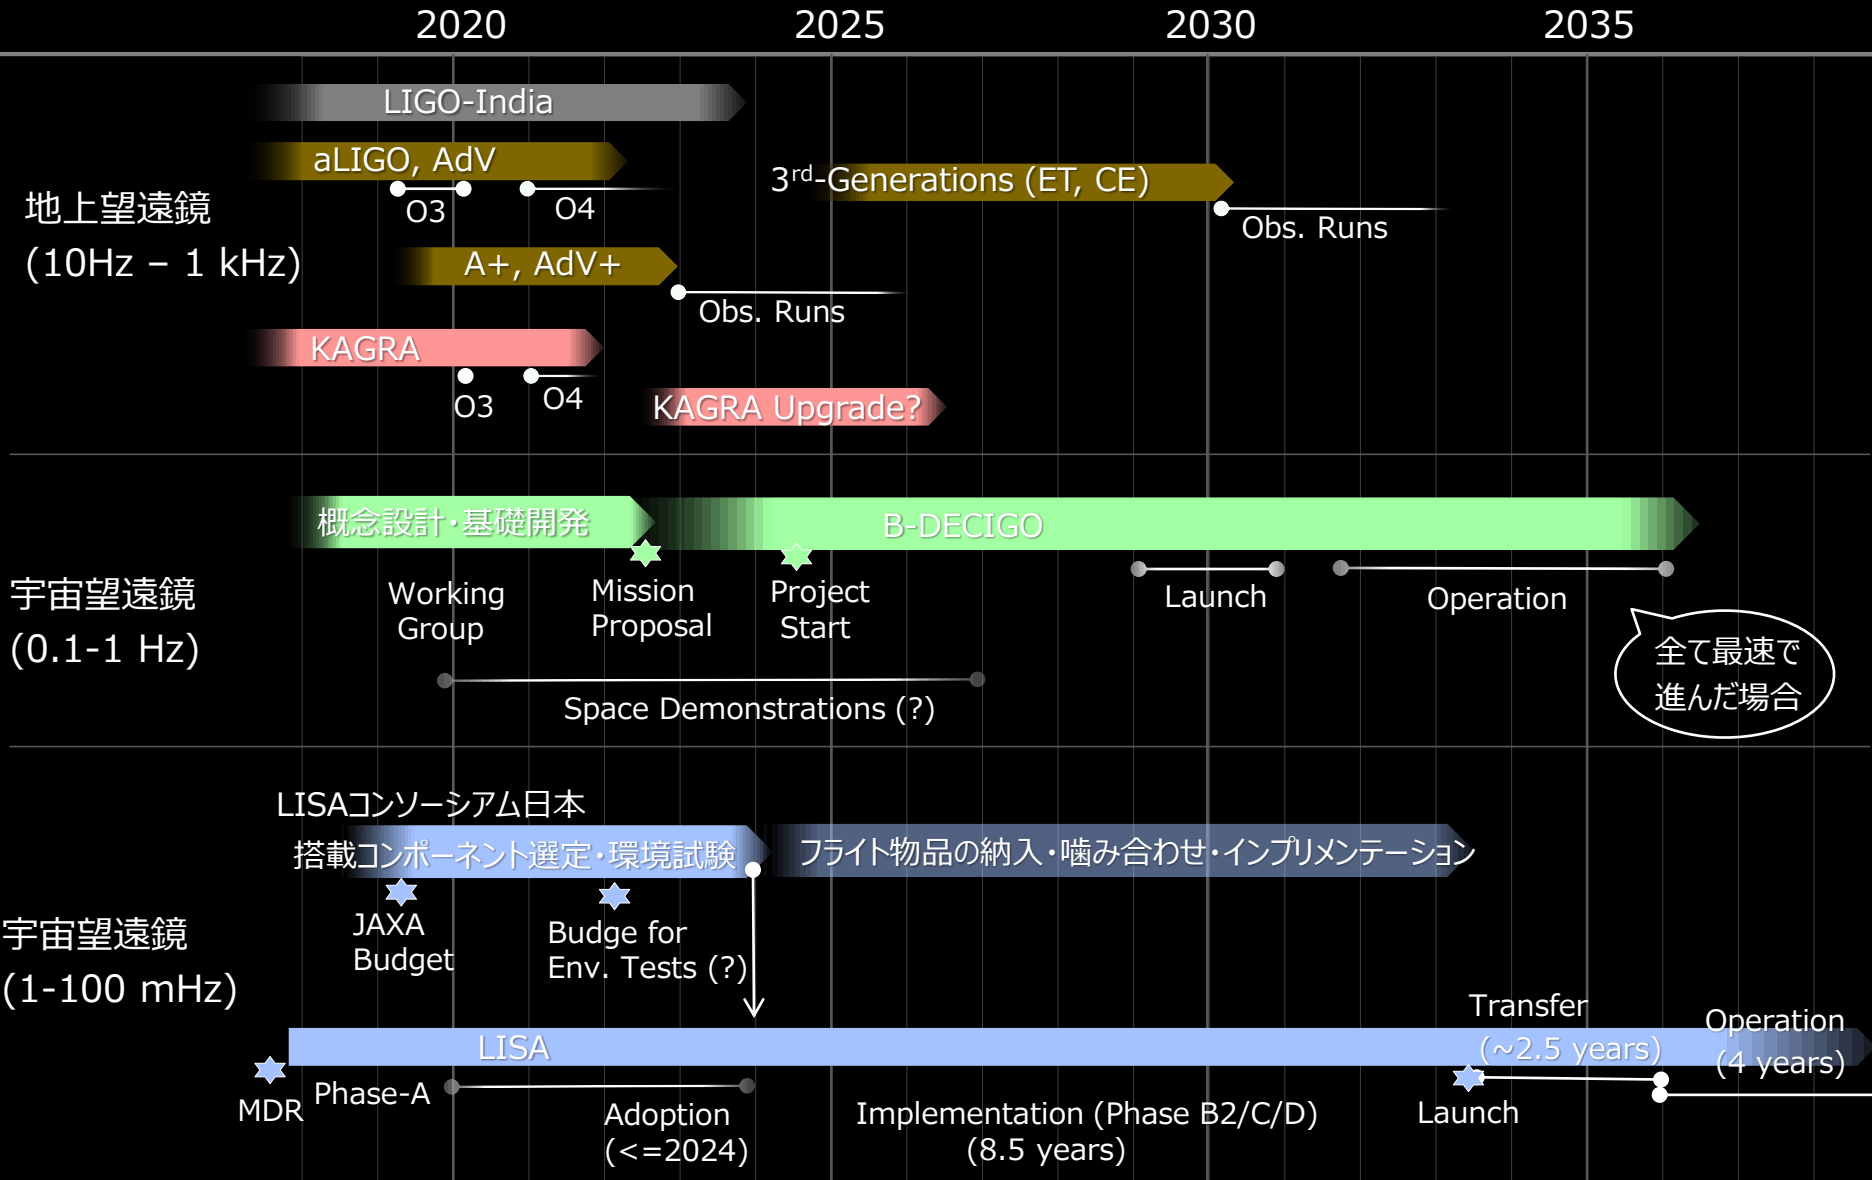 2020 2025 2030 2035
地上望遠鏡
(10Hz – 1 kHz)
LIGO-India
aLIGO, AdV
O3 O4
3rd-Generations (ET, CE)
Obs. Runs
A+, AdV+
Obs. Runs
KAGRA
O3 O4
KAGRA Upgrade?
宇宙望遠鏡
(0.1-1 Hz)
概念設計・基礎開発
B-DECIGO
Working
Group
Mission
Proposal
Project
Start
Launch
Operation
Space Demonstrations (?)
全て最速で
進んだ場合
宇宙望遠鏡
(1-100 mHz)
LISAコンソーシアム日本
搭載コンポーネント選定・環境試験
フライト物品の納入・噛み合わせ・インプリメンテーション
JAXA
Budget
Budge for
Env. Tests (?)
LISA
MDR
Phase-A
Adoption
(<=2024)
Implementation (Phase B2/C/D)
(8.5 years)
Launch
Transfer
(~2.5 years)
Operation
(4 years)